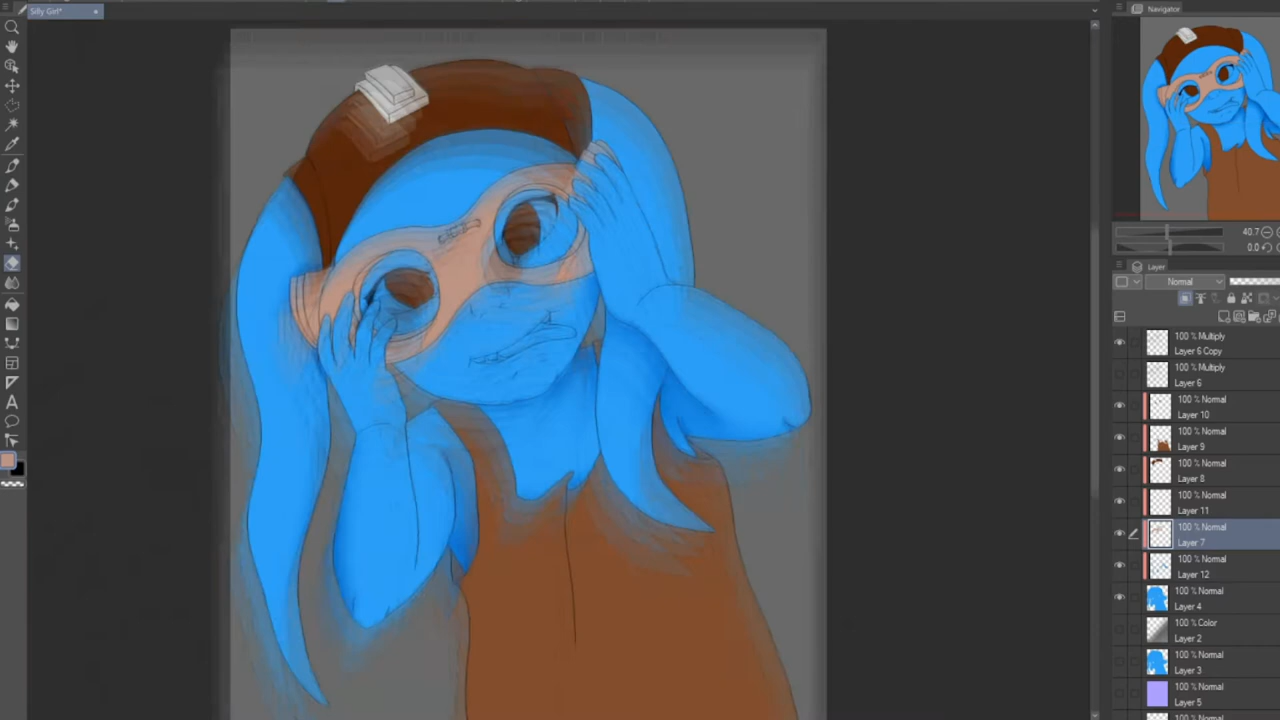 Silly Girl*
Navigator
40.7
0.0
Layer
Normal
100 % Multiply
Layer 6 Copy
100 % Multiply
Layer 6
100 % Normal
Layer 10
100 % Normal
Layer 9
100 % Normal
Layer 8
100 % Normal
Layer 11
100 % Normal
Layer 7
100 % Normal
Layer 12
100 % Normal
Layer 4
100 % Color
Layer 2
100 % Normal
Layer 3
100 % Normal
Layer 5
100 % Normal